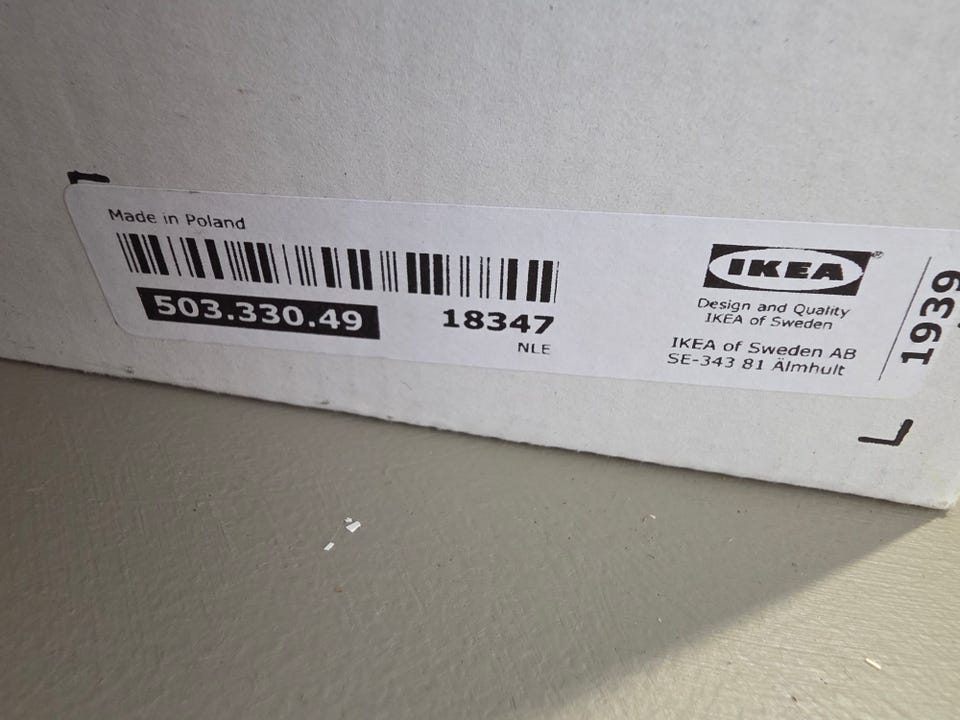 Made in Poland
503.330.49
18347
NLE
IKEA®
Design and Quality
IKEA of Sweden
IKEA of Sweden AB
SE-343 81 Älmhult
1939